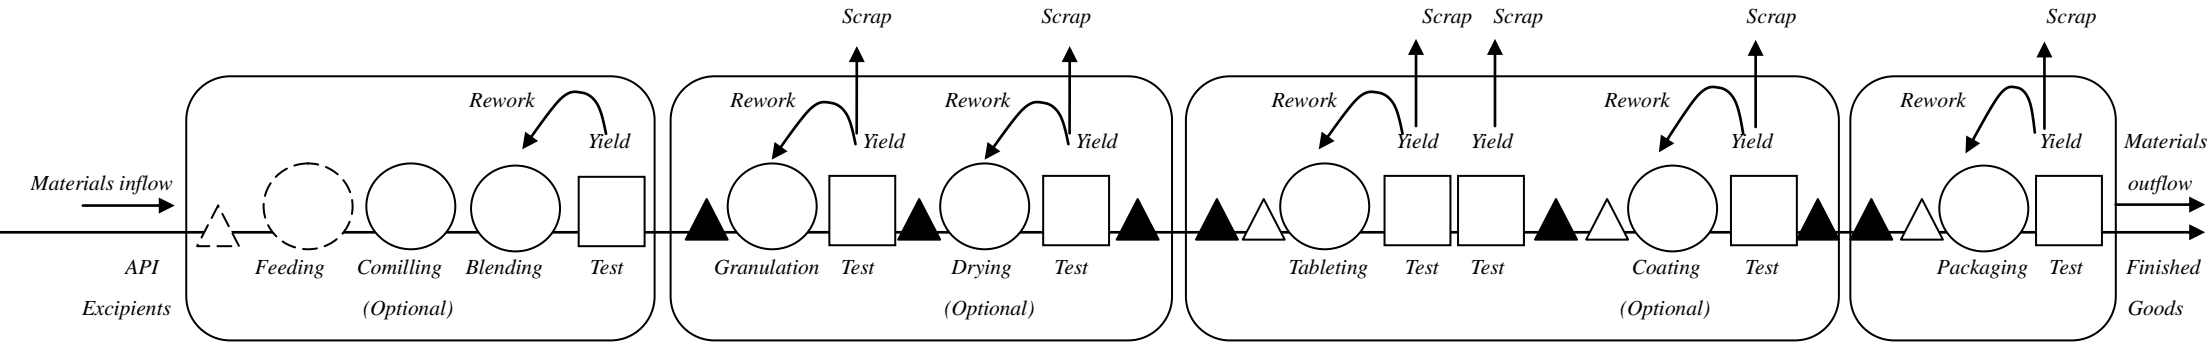 Scrap Scrap Scrap Scrap Scrap Scrap
Rework Rework Rework Rework Rework Rework
Yield Yield Yield Yield Yield Yield Yield Materials
Materials inflow outflow
API Feeding Comilling Blending Test Granulation Test Drying Test Tableting Test Test Coating Test Packaging Test Finished
Excipients (Optional) (Optional) (Optional) Goods